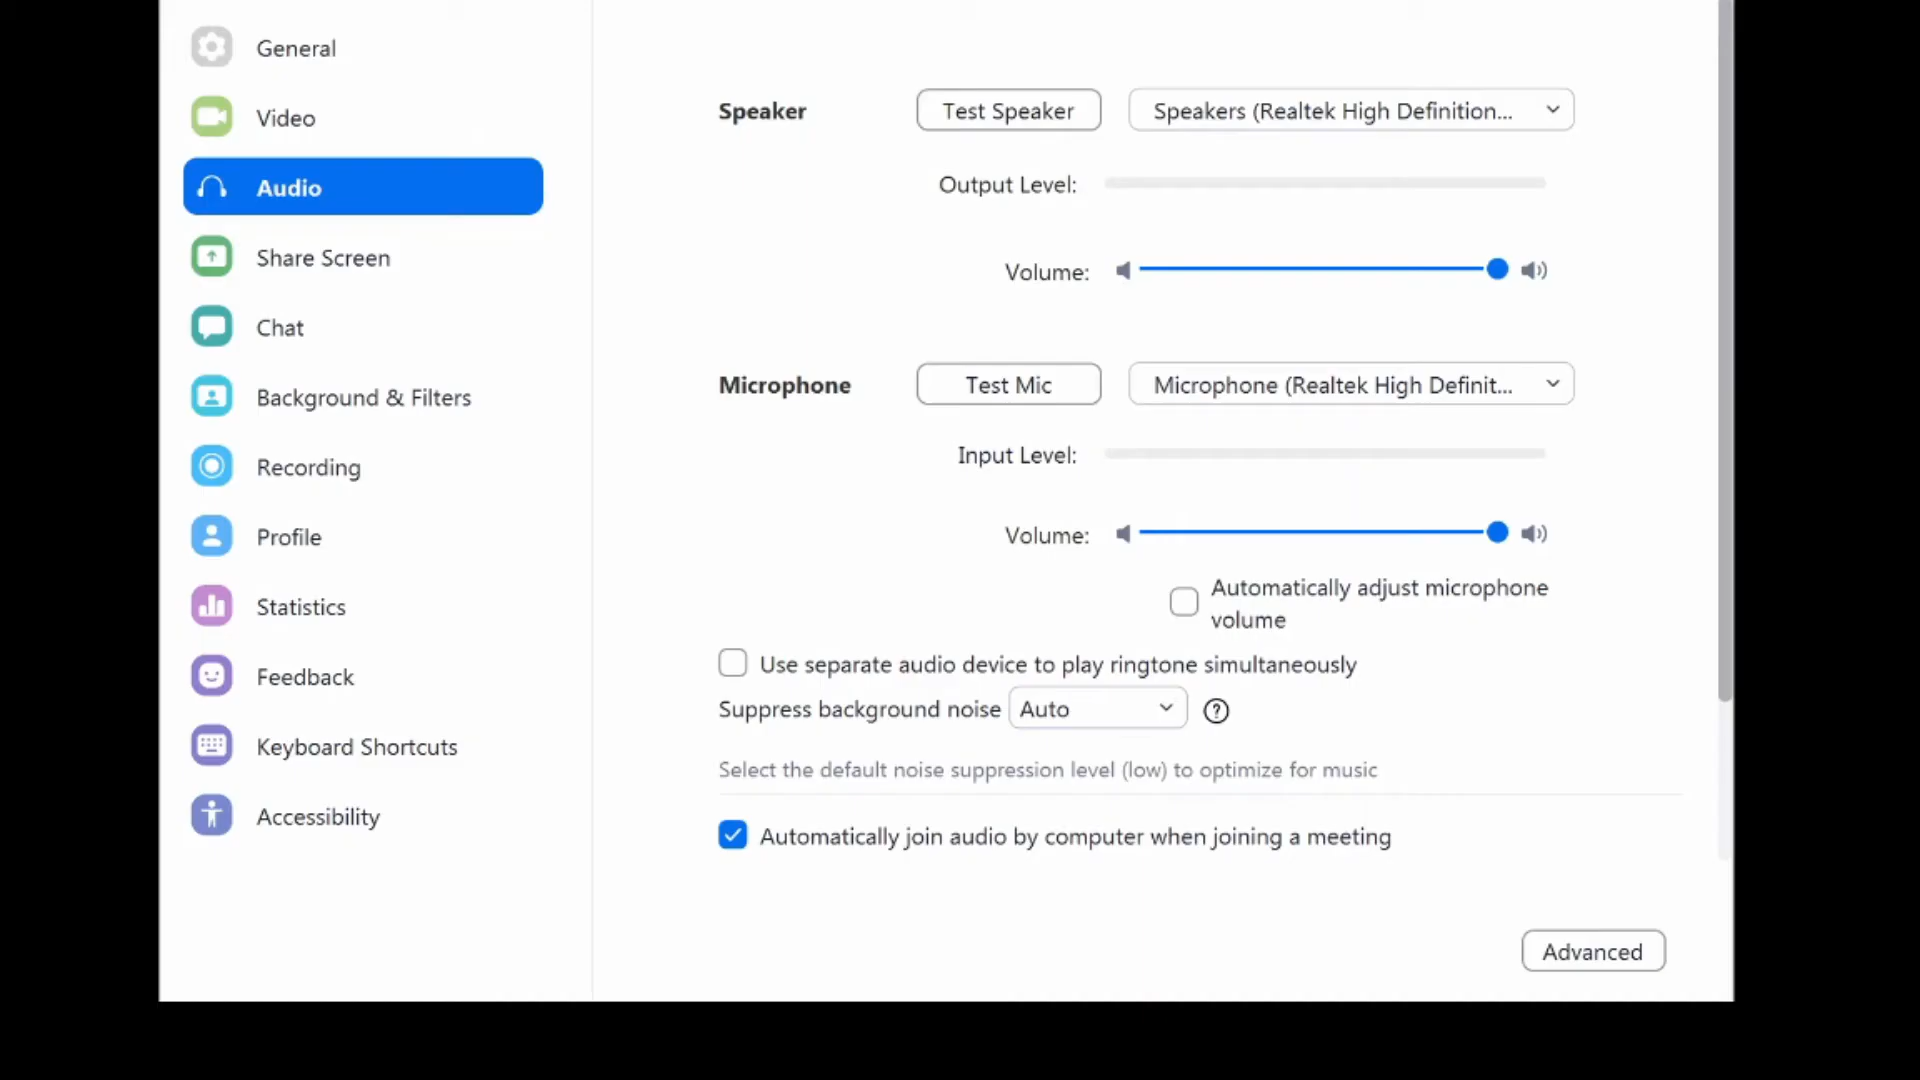 General
Video
Audio
Share Screen
Chat
Background & Filters
Recording
Profile
Statistics
Feedback
Keyboard Shortcuts
Accessibility
Speaker Test Speaker Speakers (Realtek High Definition...
Output Level:
Volume:
Microphone Test Mic Microphone (Realtek High Definit...
Input Level:
Volume:
Automatically adjust microphone
volume
Use separate audio device to play ringtone simultaneously
Suppress background noise Auto ?
Select the default noise suppression level (low) to optimize for music
Automatically join audio by computer when joining a meeting
Advanced